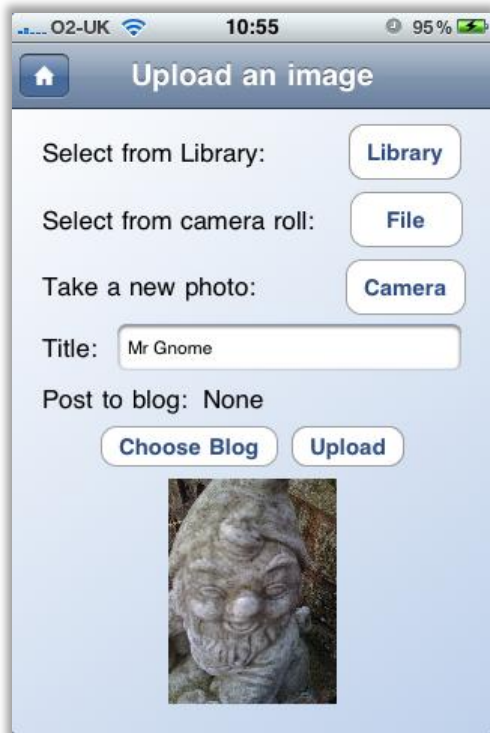 O2-UK 10:55 95%
Upload an image
Select from Library: Library
Select from camera roll: File
Take a new photo: Camera
Title: Mr Gnome
Post to blog: None
Choose Blog Upload